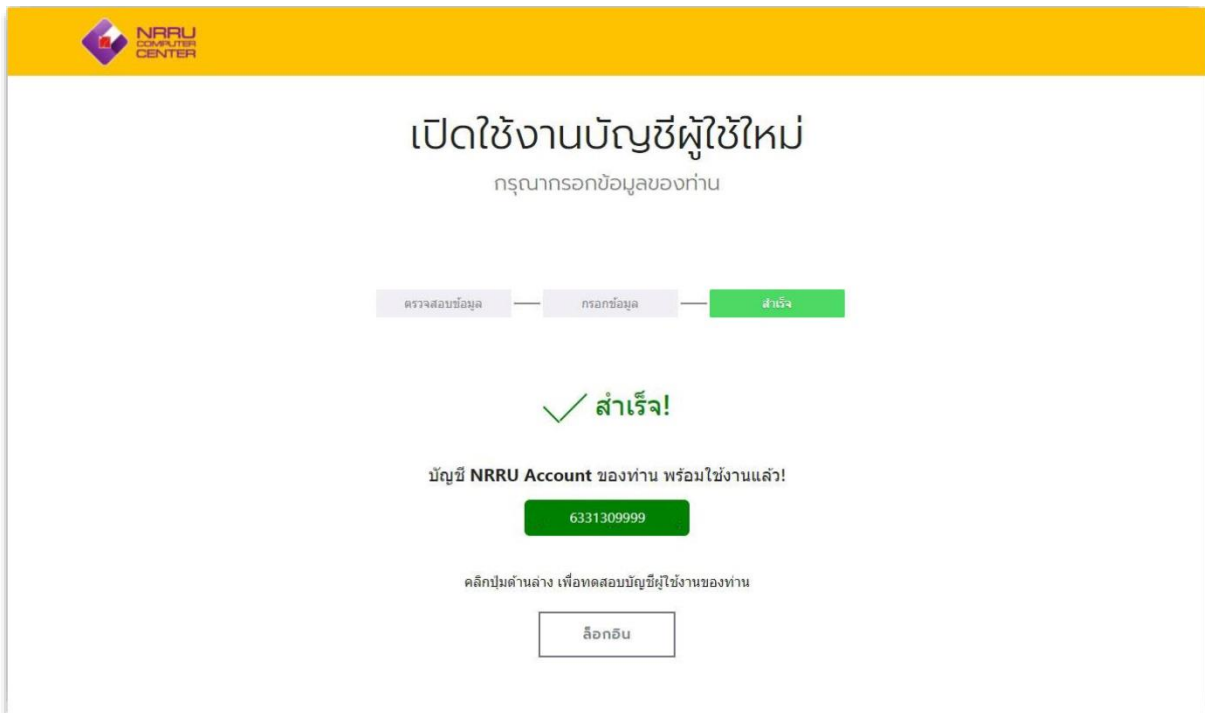 NRRU
COMPUTER
CENTER
เปิดใช้งานบัญชีผู้ใช้ใหม่
กรุณากรอกข้อมูลของท่าน
ตรวจสอบข้อมูล
กรอกข้อมูล
สำเร็จ
สำเร็จ!
บัญชี NRRU Account ของท่าน พร้อมใช้งานแล้ว!
6331309999
คลิกปุ่มด้านล่าง เพื่อทดสอบบัญชีผู้ใช้งานของท่าน
ล็อกอิน